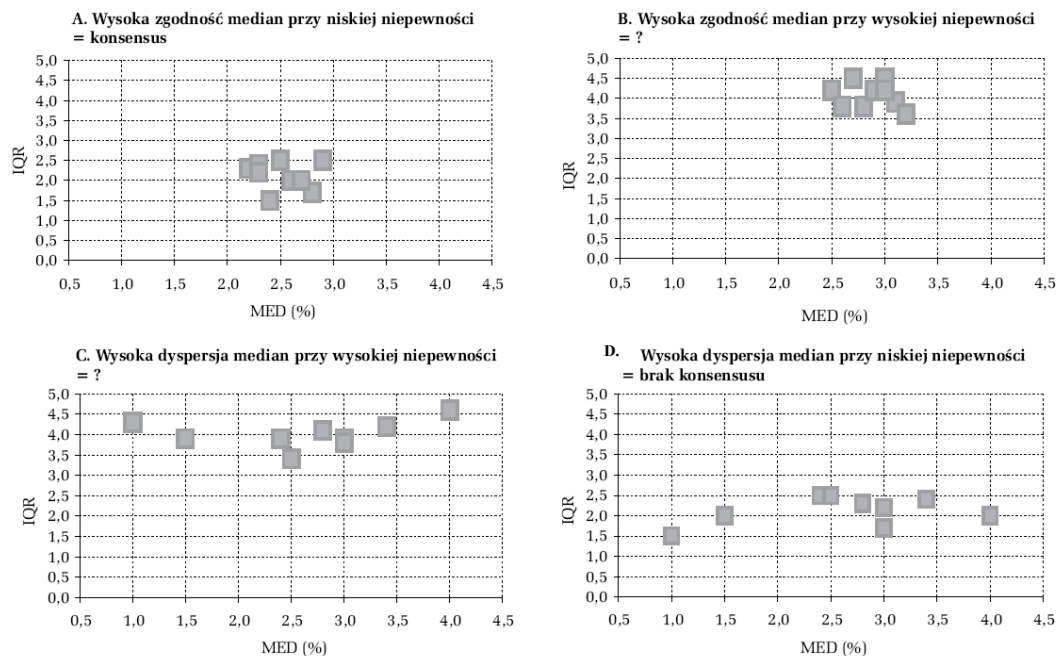 A. Wysoka zgodność median przy niskiej niepewności
= konsensus
5,0
4,5
4,0
3,5
3,0
2,5
2,0
1,5
1,0
0,5
0,0
IQR
0,5 1,0 1,5 2,0 2,5 3,0 3,5 4,0 4,5
MED (%)
B. Wysoka zgodność median przy wysokiej niepewności
= ?
5,0
4,5
4,0
3,5
3,0
2,5
2,0
1,5
1,0
0,5
0,0
IQR
0,5 1,0 1,5 2,0 2,5 3,0 3,5 4,0 4,5
MED (%)
C. Wysoka dyspersja median przy wysokiej niepewności
= ?
5,0
4,5
4,0
3,5
3,0
2,5
2,0
1,5
1,0
0,5
0,0
IQR
0,5 1,0 1,5 2,0 2,5 3,0 3,5 4,0 4,5
MED (%)
D. Wysoka dyspersja median przy niskiej niepewności
= brak konsensusu
5,0
4,5
4,0
3,5
3,0
2,5
2,0
1,5
1,0
0,5
0,0
IQR
0,5 1,0 1,5 2,0 2,5 3,0 3,5 4,0 4,5
MED (%)